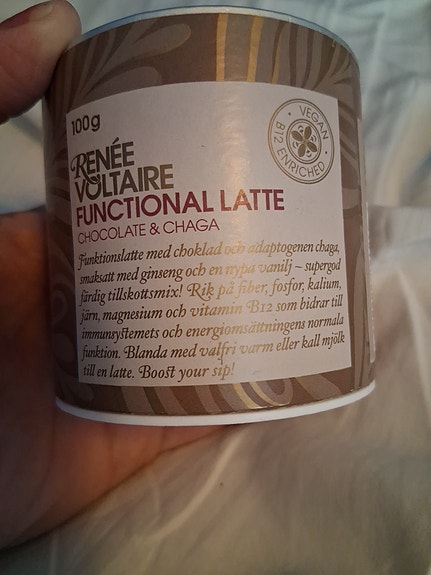 100g
RENÉE
VOLTAIRE
FUNCTIONAL LATTE
CHOCOLATE & CHAGA
Funktionslatte med choklad och adaptogenen chaga,
smaksatt med ginseng och en nypa vanilj – supergod
färdig tillskottsmix! Rik på fiber, fosfor, kalium,
järn, magnesium och vitamin B12 som bidrar till
immunsystemets och energiomsättningens normala
funktion. Blanda med valfri varm eller kall mjölk
till en latte. Boost your sip!
• VEGAN •
B12 ENRICHED